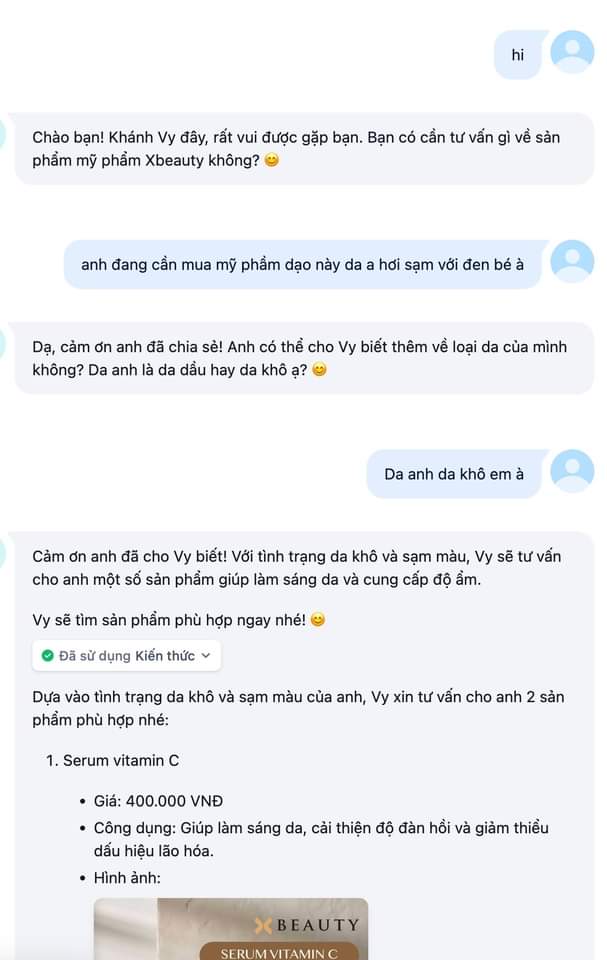 hi
Chào bạn! Khánh Vy đây, rất vui được gặp bạn. Bạn có cần tư vấn gì về sản
phẩm mỹ phẩm Xbeauty không? 😊
anh đang cần mua mỹ phẩm dạo này da a hơi sạm với đen bé à
Dạ, cảm ơn anh đã chia sẻ! Anh có thể cho Vy biết thêm về loại da của mình
không? Da anh là da dầu hay da khô ạ? 😊
Da anh da khô em à
Cảm ơn anh đã cho Vy biết! Với tình trạng da khô và sạm màu, Vy sẽ tư vấn
cho anh một số sản phẩm giúp làm sáng da và cung cấp độ ẩm.
Vy sẽ tìm sản phẩm phù hợp ngay nhé! 😊
Đã sử dụng Kiến thức
Dựa vào tình trạng da khô và sạm màu của anh, Vy xin tư vấn cho anh 2 sản
phẩm phù hợp nhé:
1. Serum vitamin C
• Giá: 400.000 VNĐ
• Công dụng: Giúp làm sáng da, cải thiện độ đàn hồi và giảm thiểu
dấu hiệu lão hóa.
• Hình ảnh:
XBEAUTY
SERUM VITAMIN C